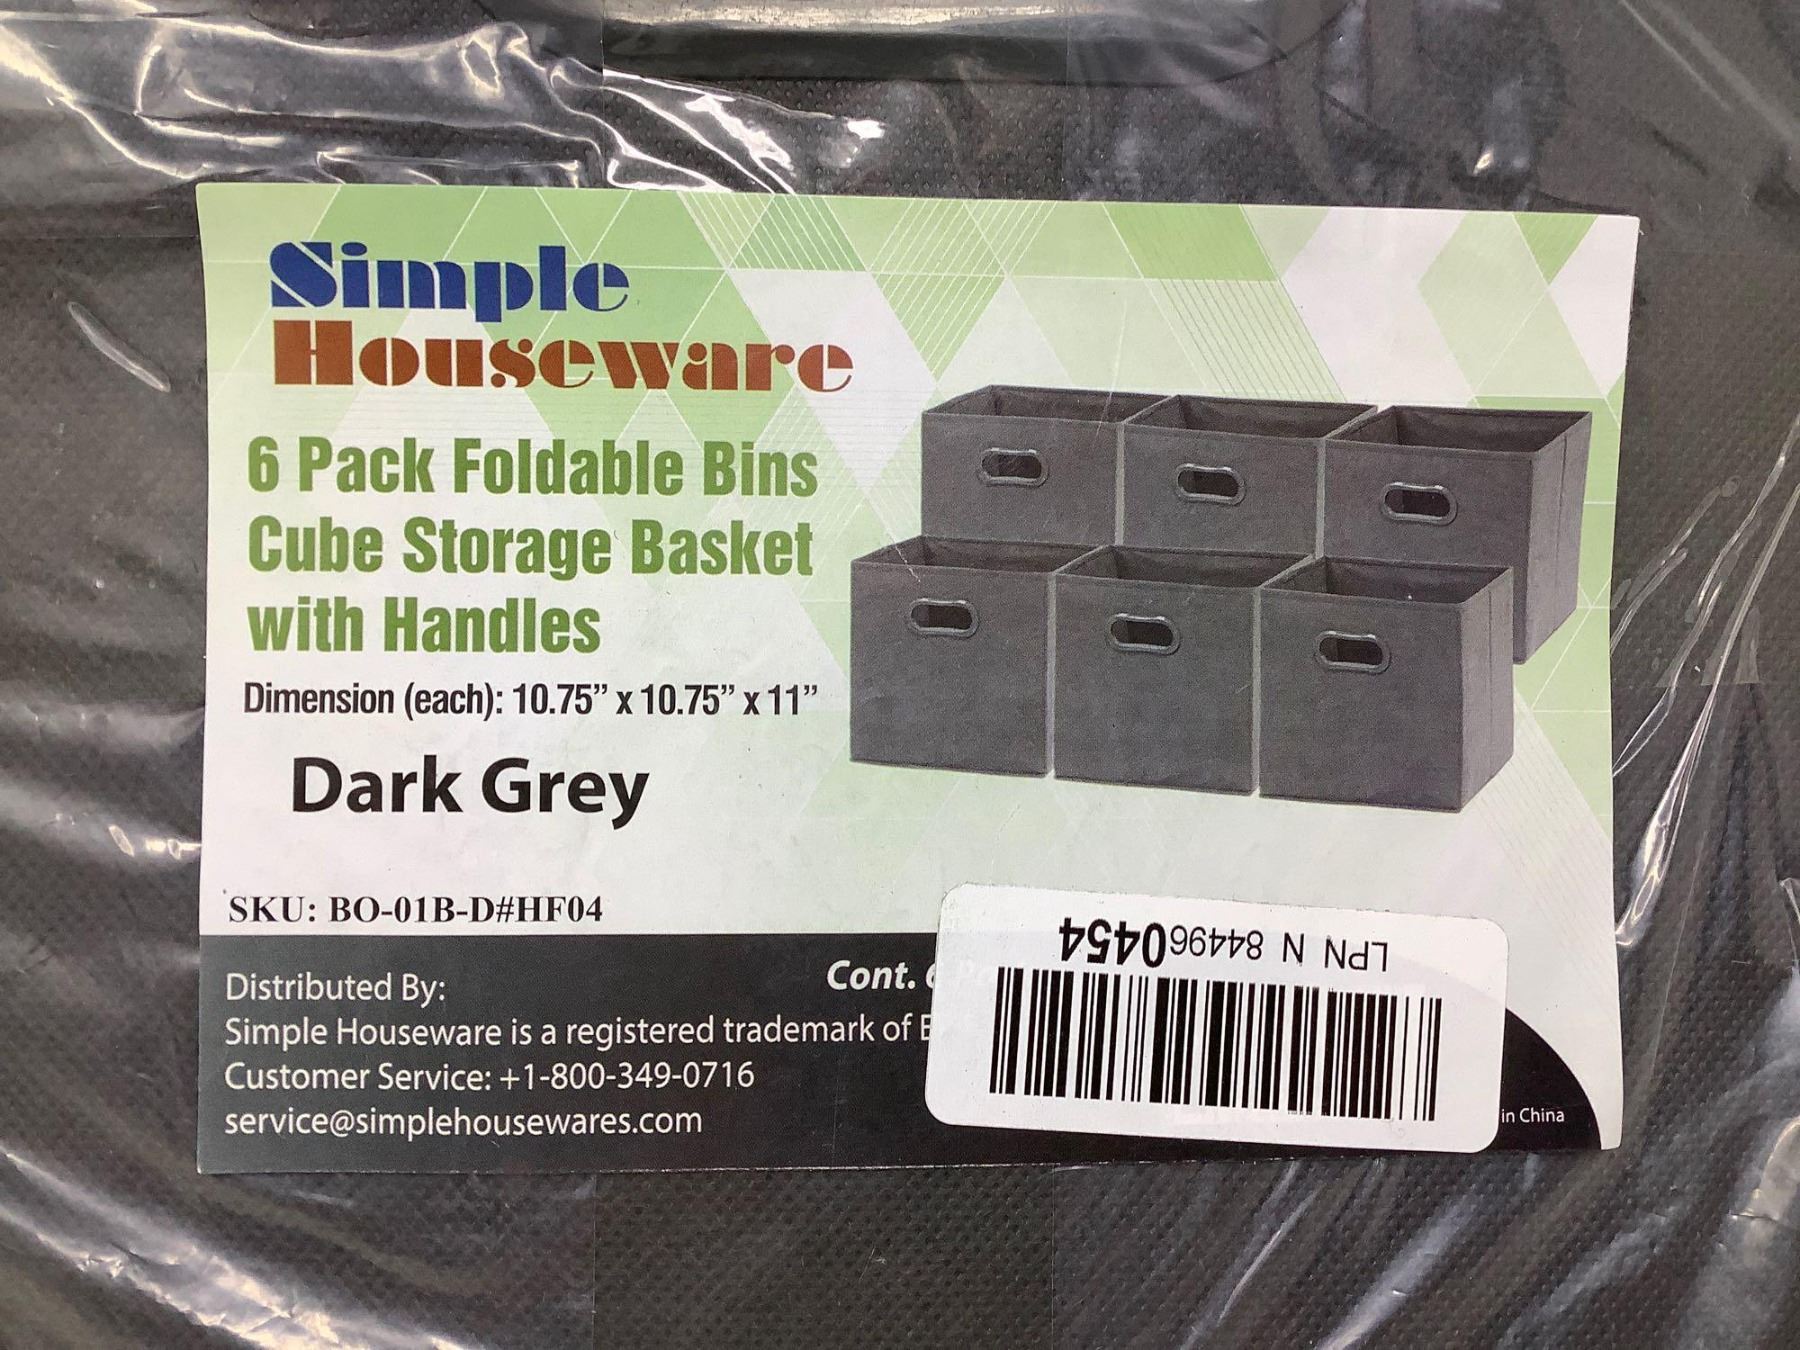 Simple
Houseware
6 Pack Foldable Bins
Cube Storage Basket
with Handles
Dimension (each): 10.75” x 10.75” x 11”
Dark Grey
SKU: BO-01B-D#HF04
Distributed By:
Cont.
Simple Houseware is a registered trademark of
Customer Service: +1-800-349-0716
service@simplehousewares.com
LPN N 844960454
in China